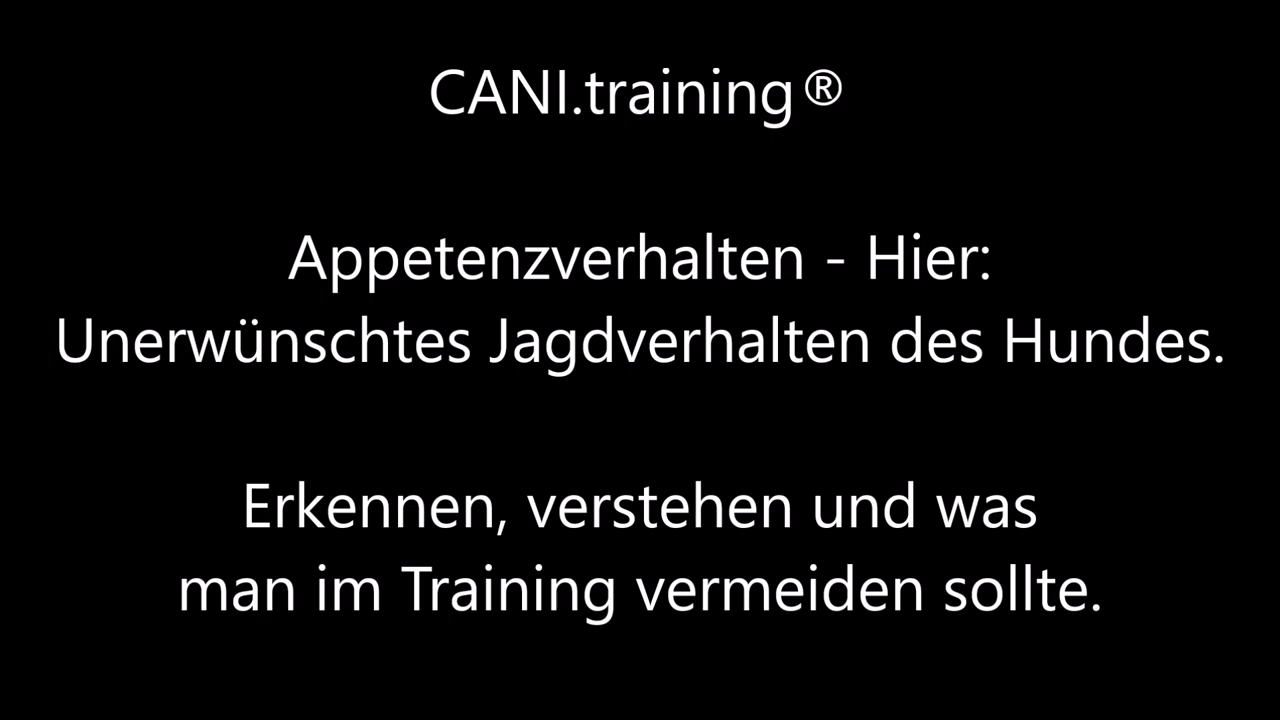 CANI.training®
Appetenzverhalten - Hier:
Unerwünschtes Jagdverhalten des Hundes.
Erkennen, verstehen und was
man im Training vermeiden sollte.